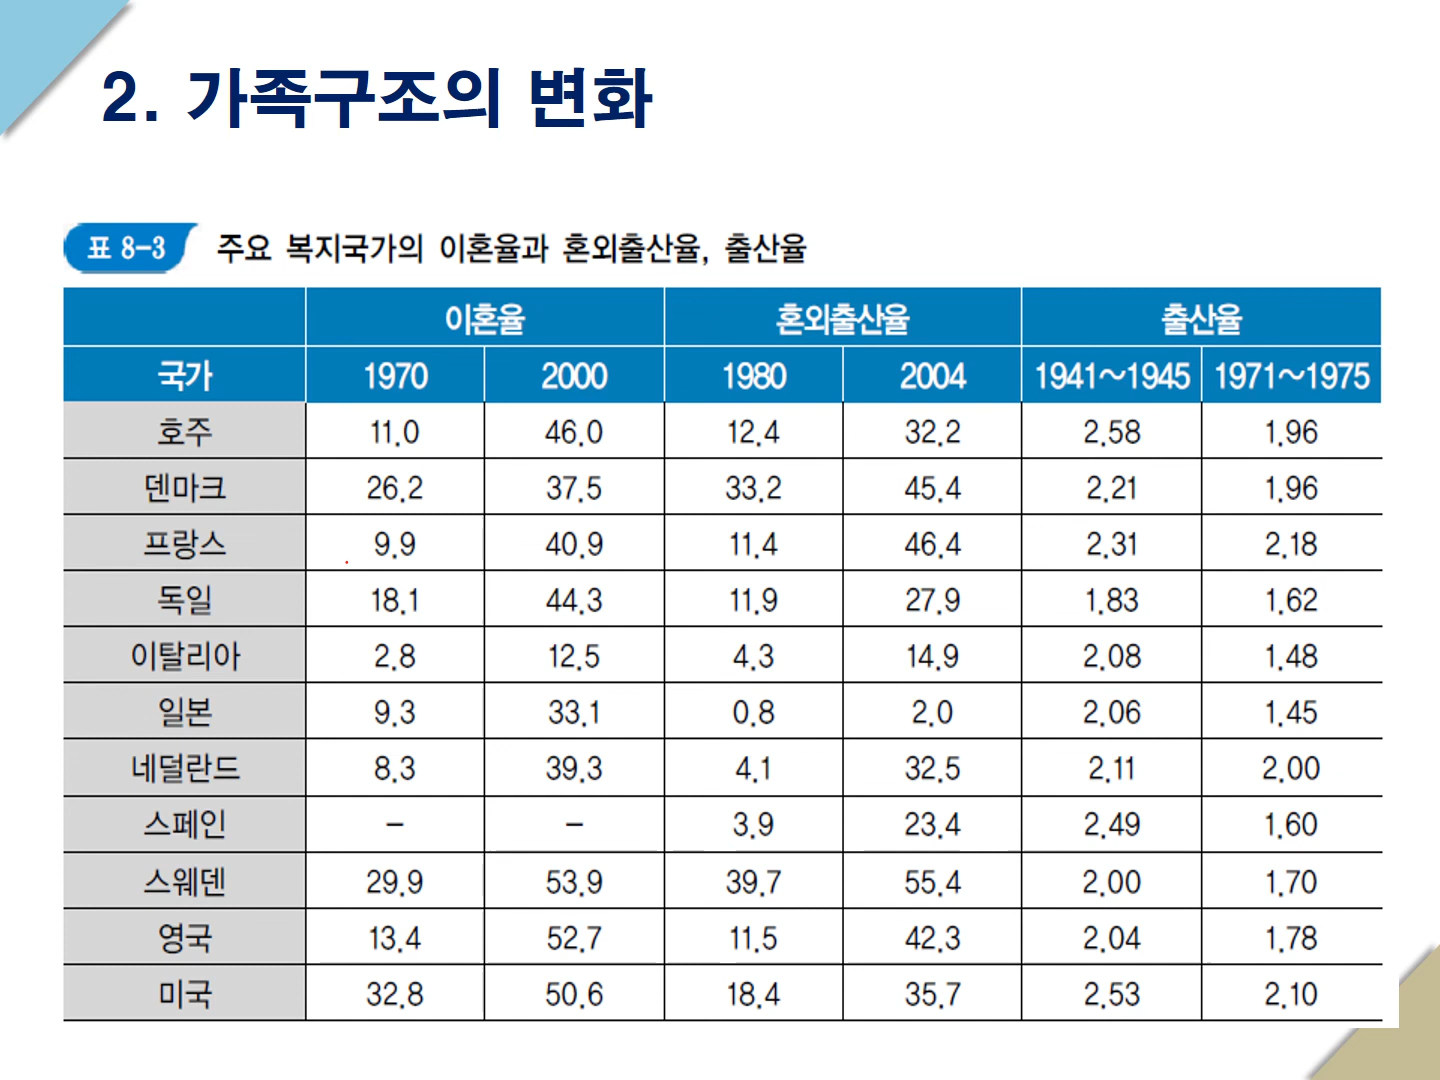 2. 가족구조의 변화
표 8-3 주요 복지국가의 이혼율과 혼외출산율, 출산율
이혼율 혼외출산율 출산율
국가 1970 2000 1980 2004 1941~1945 1971~1975
호주 11.0 46.0 12.4 32.2 2.58 1.96
덴마크 26.2 37.5 33.2 45.4 2.21 1.96
프랑스 9.9 40.9 11.4 46.4 2.31 2.18
독일 18.1 44.3 11.9 27.9 1.83 1.62
이탈리아 2.8 12.5 4.3 14.9 2.08 1.48
일본 9.3 33.1 0.8 2.0 2.06 1.45
네덜란드 8.3 39.3 4.1 32.5 2.11 2.00
스페인 - - 3.9 23.4 2.49 1.60
스웨덴 29.9 53.9 39.7 55.4 2.00 1.70
영국 13.4 52.7 11.5 42.3 2.04 1.78
미국 32.8 50.6 18.4 35.7 2.53 2.10